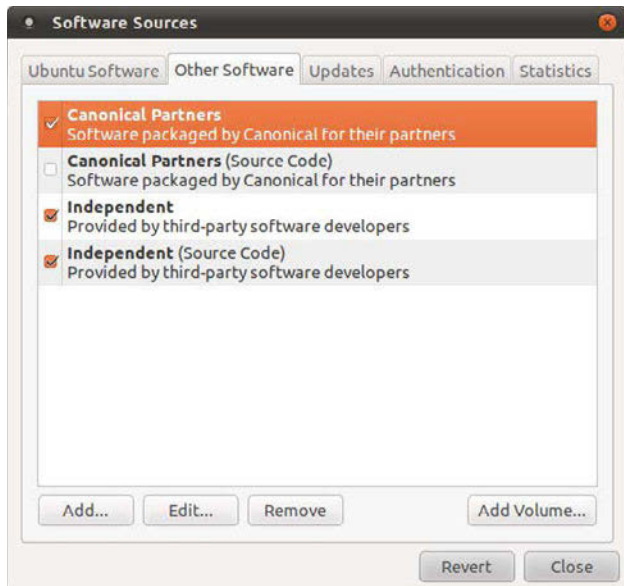 Software Sources
Ubuntu Software Other Software Updates Authentication Statistics
Canonical Partners
Software packaged by Canonical for their partners
Canonical Partners (Source Code)
Software packaged by Canonical for their partners
Independent
Provided by third-party software developers
Independent (Source Code)
Provided by third-party software developers
Add... Edit... Remove Add Volume...
Revert Close